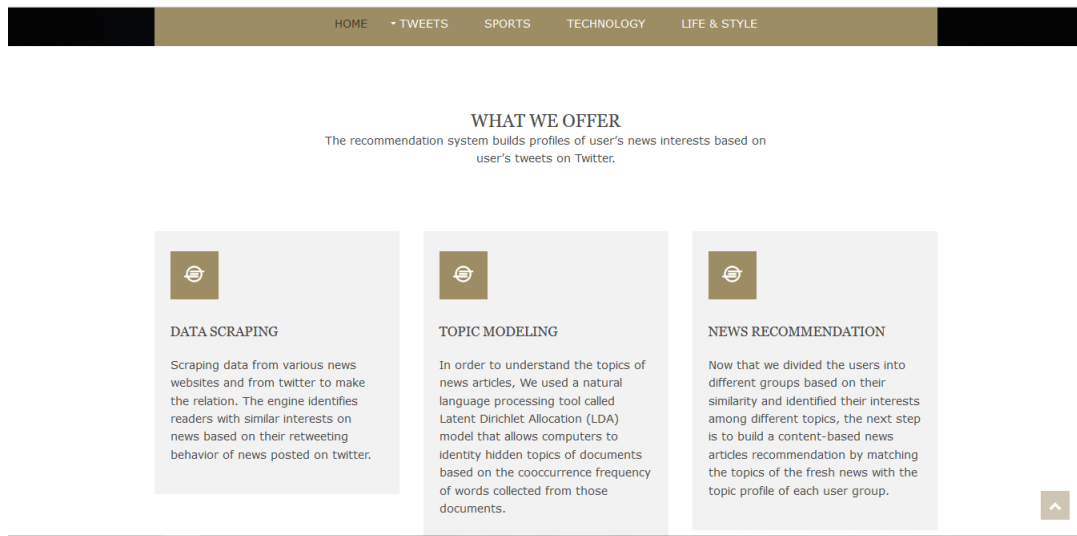 HOME TWEETS SPORTS TECHNOLOGY LIFE & STYLE
WHAT WE OFFER
The recommendation system builds profiles of user's news interests based on
user's tweets on Twitter.
DATA SCRAPING
Scraping data from various news
websites and from twitter to make
the relation. The engine identifies
readers with similar interests on
news based on their retweeting
behavior of news posted on twitter.
TOPIC MODELING
In order to understand the topics of
news articles, We used a natural
language processing tool called
Latent Dirichlet Allocation (LDA)
model that allows computers to
identity hidden topics of documents
based on the cooccurrence frequency
of words collected from those
documents.
NEWS RECOMMENDATION
Now that we divided the users into
different groups based on their
similarity and identified their interests
among different topics, the next step
is to build a content-based news
articles recommendation by matching
the topics of the fresh news with the
topic profile of each user group.